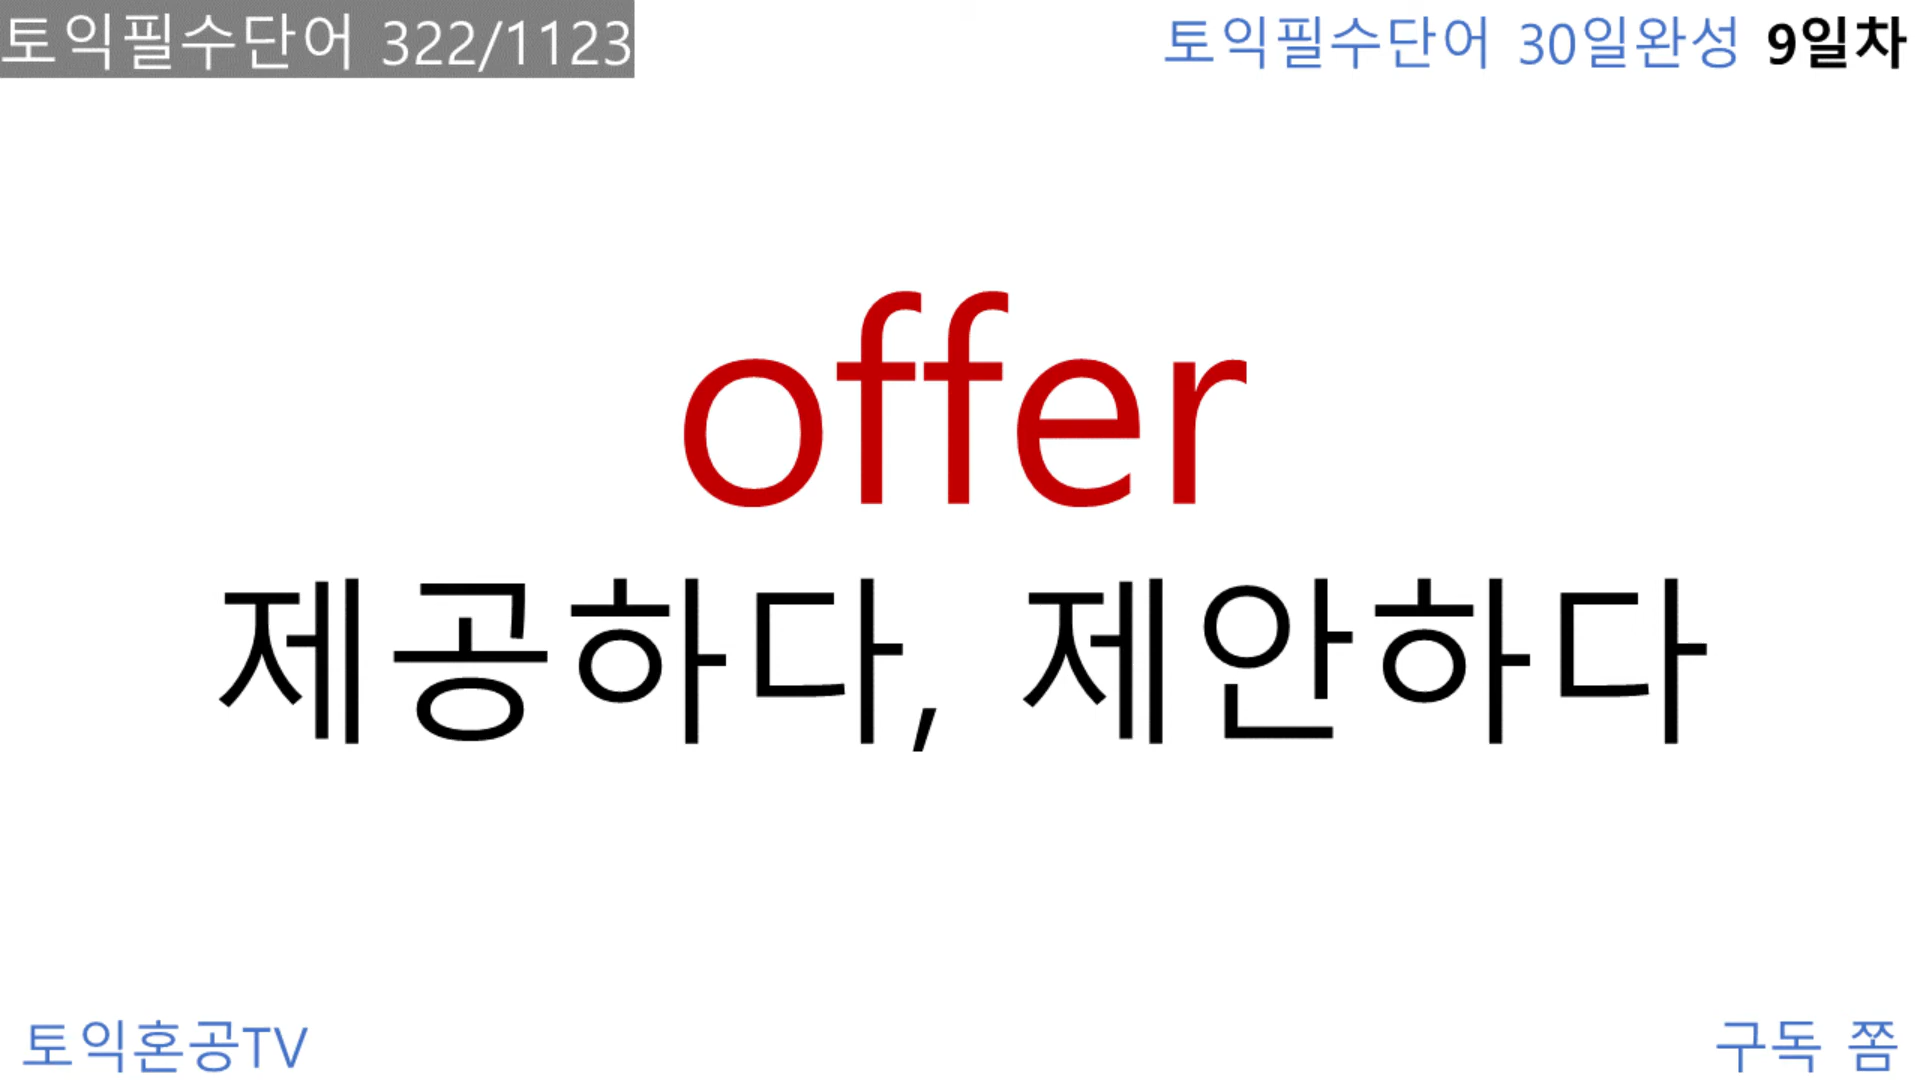 토익필수단어 322/1123
토익필수단어 30일완성 9일차
offer
제공하다, 제안하다
토익혼공TV
구독 쫌